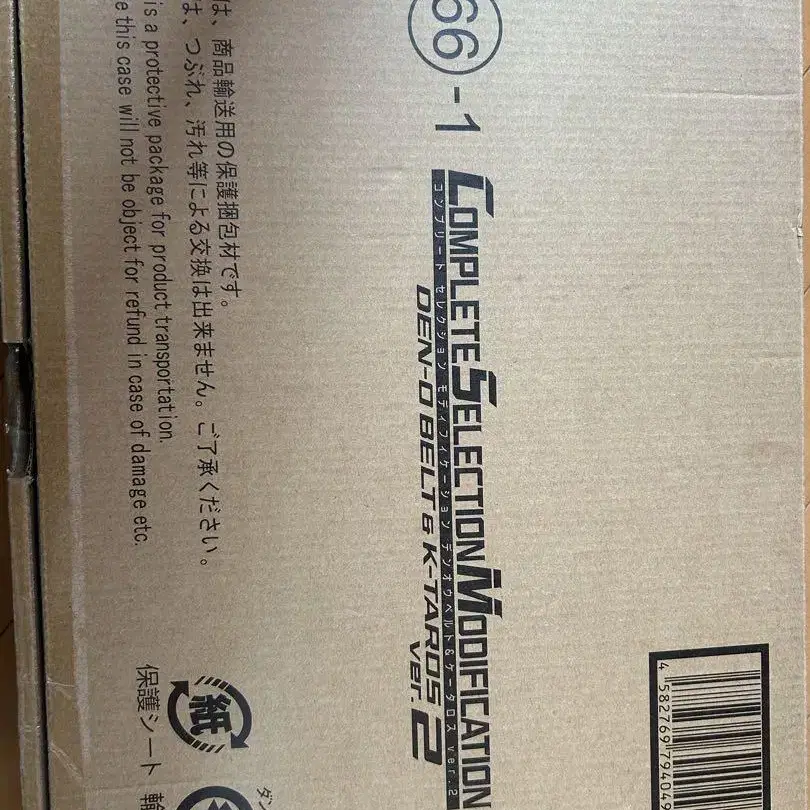 66-1
COMPLETE SELECTION MODIFICATION
コンプリート セレクション モディフィケーション デンオウベルト&ケータロス ver.2
DEN-O BELT & K-TAROS ver.2
は、商品輸送用の保護梱包材です。
は、つぶれ、汚れ等による交換は出来ません。ご了承ください。
is a protective package for product transportation.
this case will not be object for refund in case of damage etc.
紙
保護シート
4 582769 794049